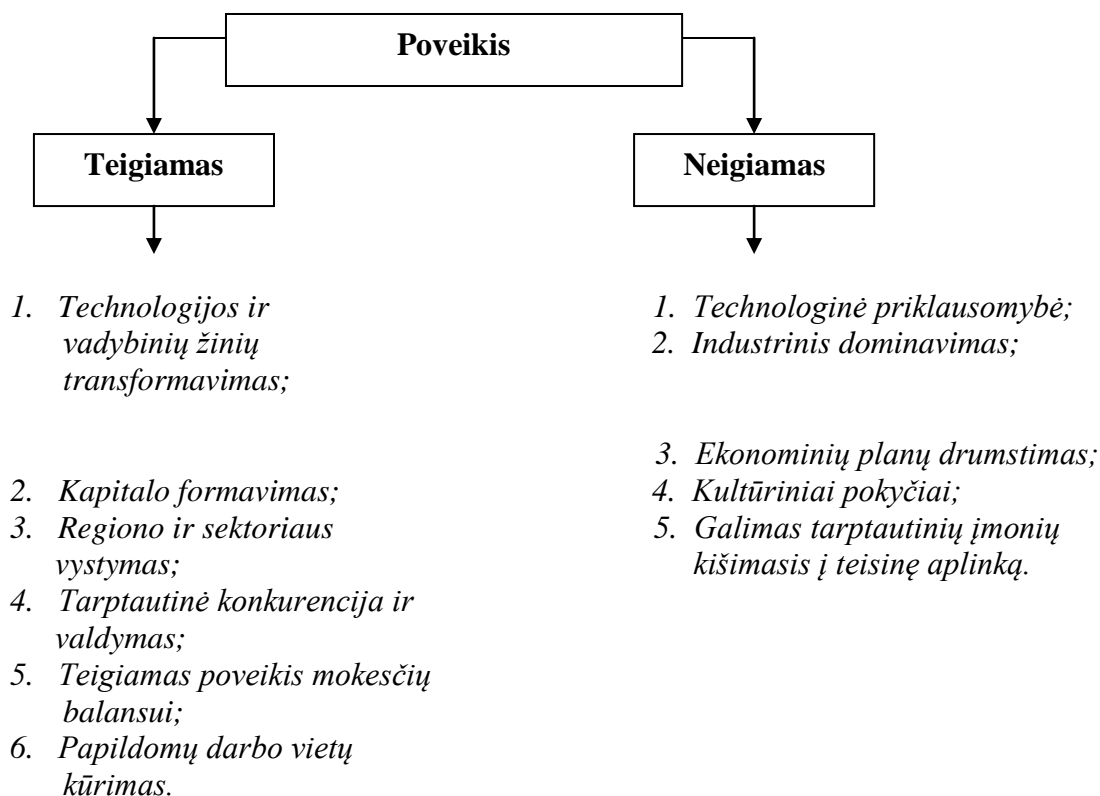 Poveikis
Teigiamas
Neigiamas
1. Technologijos ir
vadybinių žinių
transformavimas;
2. Kapitalo formavimas;
3. Regiono ir sektoriaus
vystymas;
4. Tarptautinė konkurencija ir
valdymas;
5. Teigiamas poveikis mokesčių
balansui;
6. Papildomų darbo vietų
kūrimas.
1. Technologinė priklausomybė;
2. Industrinis dominavimas;
3. Ekonominių planų drumstimas;
4. Kultūriniai pokyčiai;
5. Galimas tarptautinių įmonių
kišimasis į teisinę aplinką.